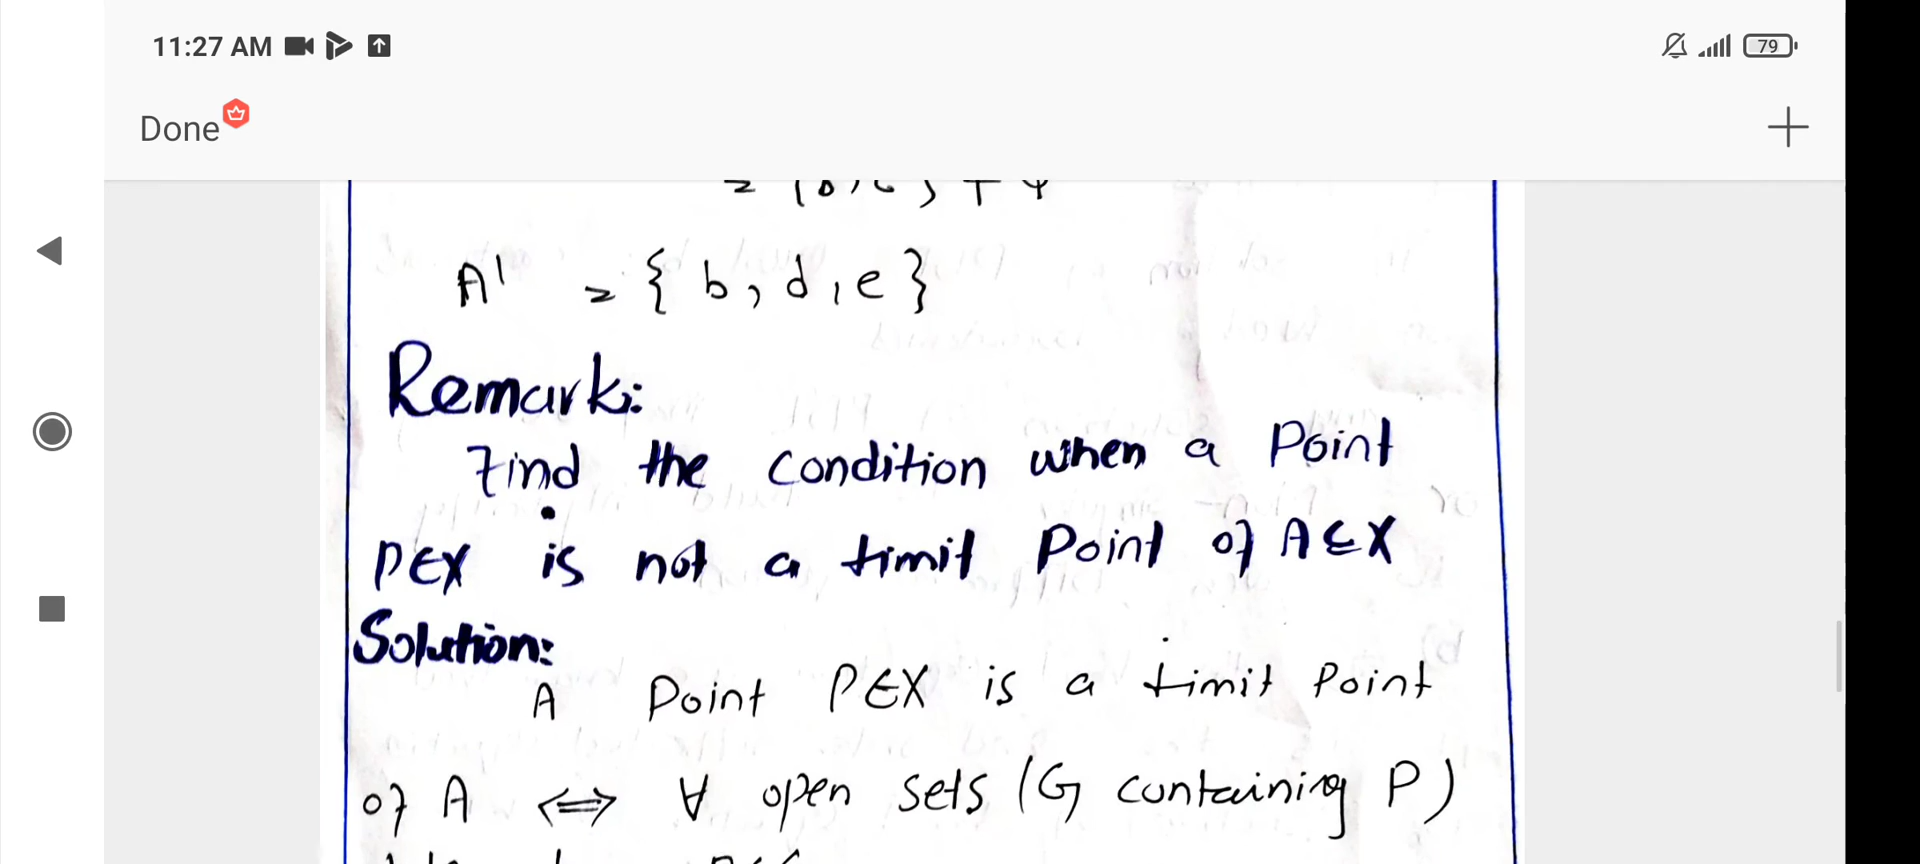 11:27 AM
79
Done
A' = { b, d, e }
Remark:
Find the condition when a Point
P∈X is not a limit Point of A⊆X
Solution:
A Point P∈X is a limit Point
of A ⟺ ∀ open sets (G containing P)